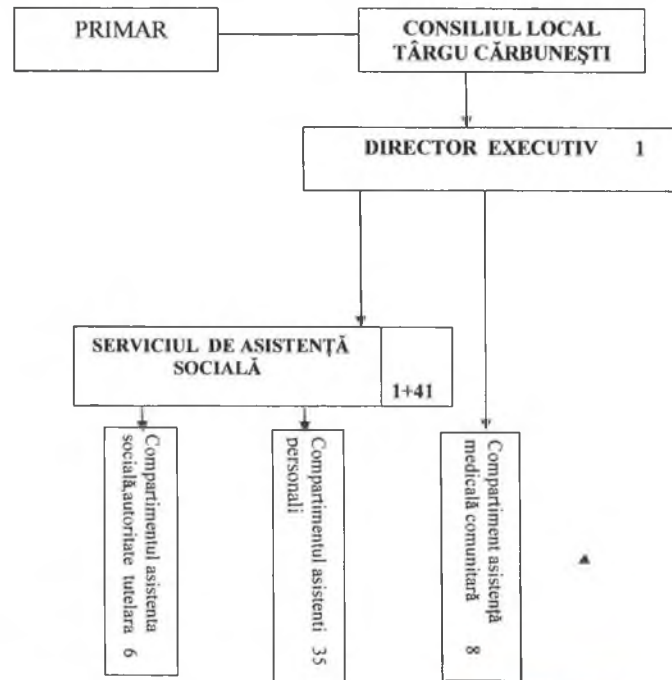 PRIMAR
CONSILIUL LOCAL
TÂRGU CĂRBUNEŞTI
DIRECTOR EXECUTIV 1
SERVICIUL DE ASISTENŢĂ
SOCIALĂ
1+41
Compartimentul asistenta
socială,autoritate tutelara 6
Compartimentul asistenti
personali 35
Compartiment asistenţă
medicală comunitară 8